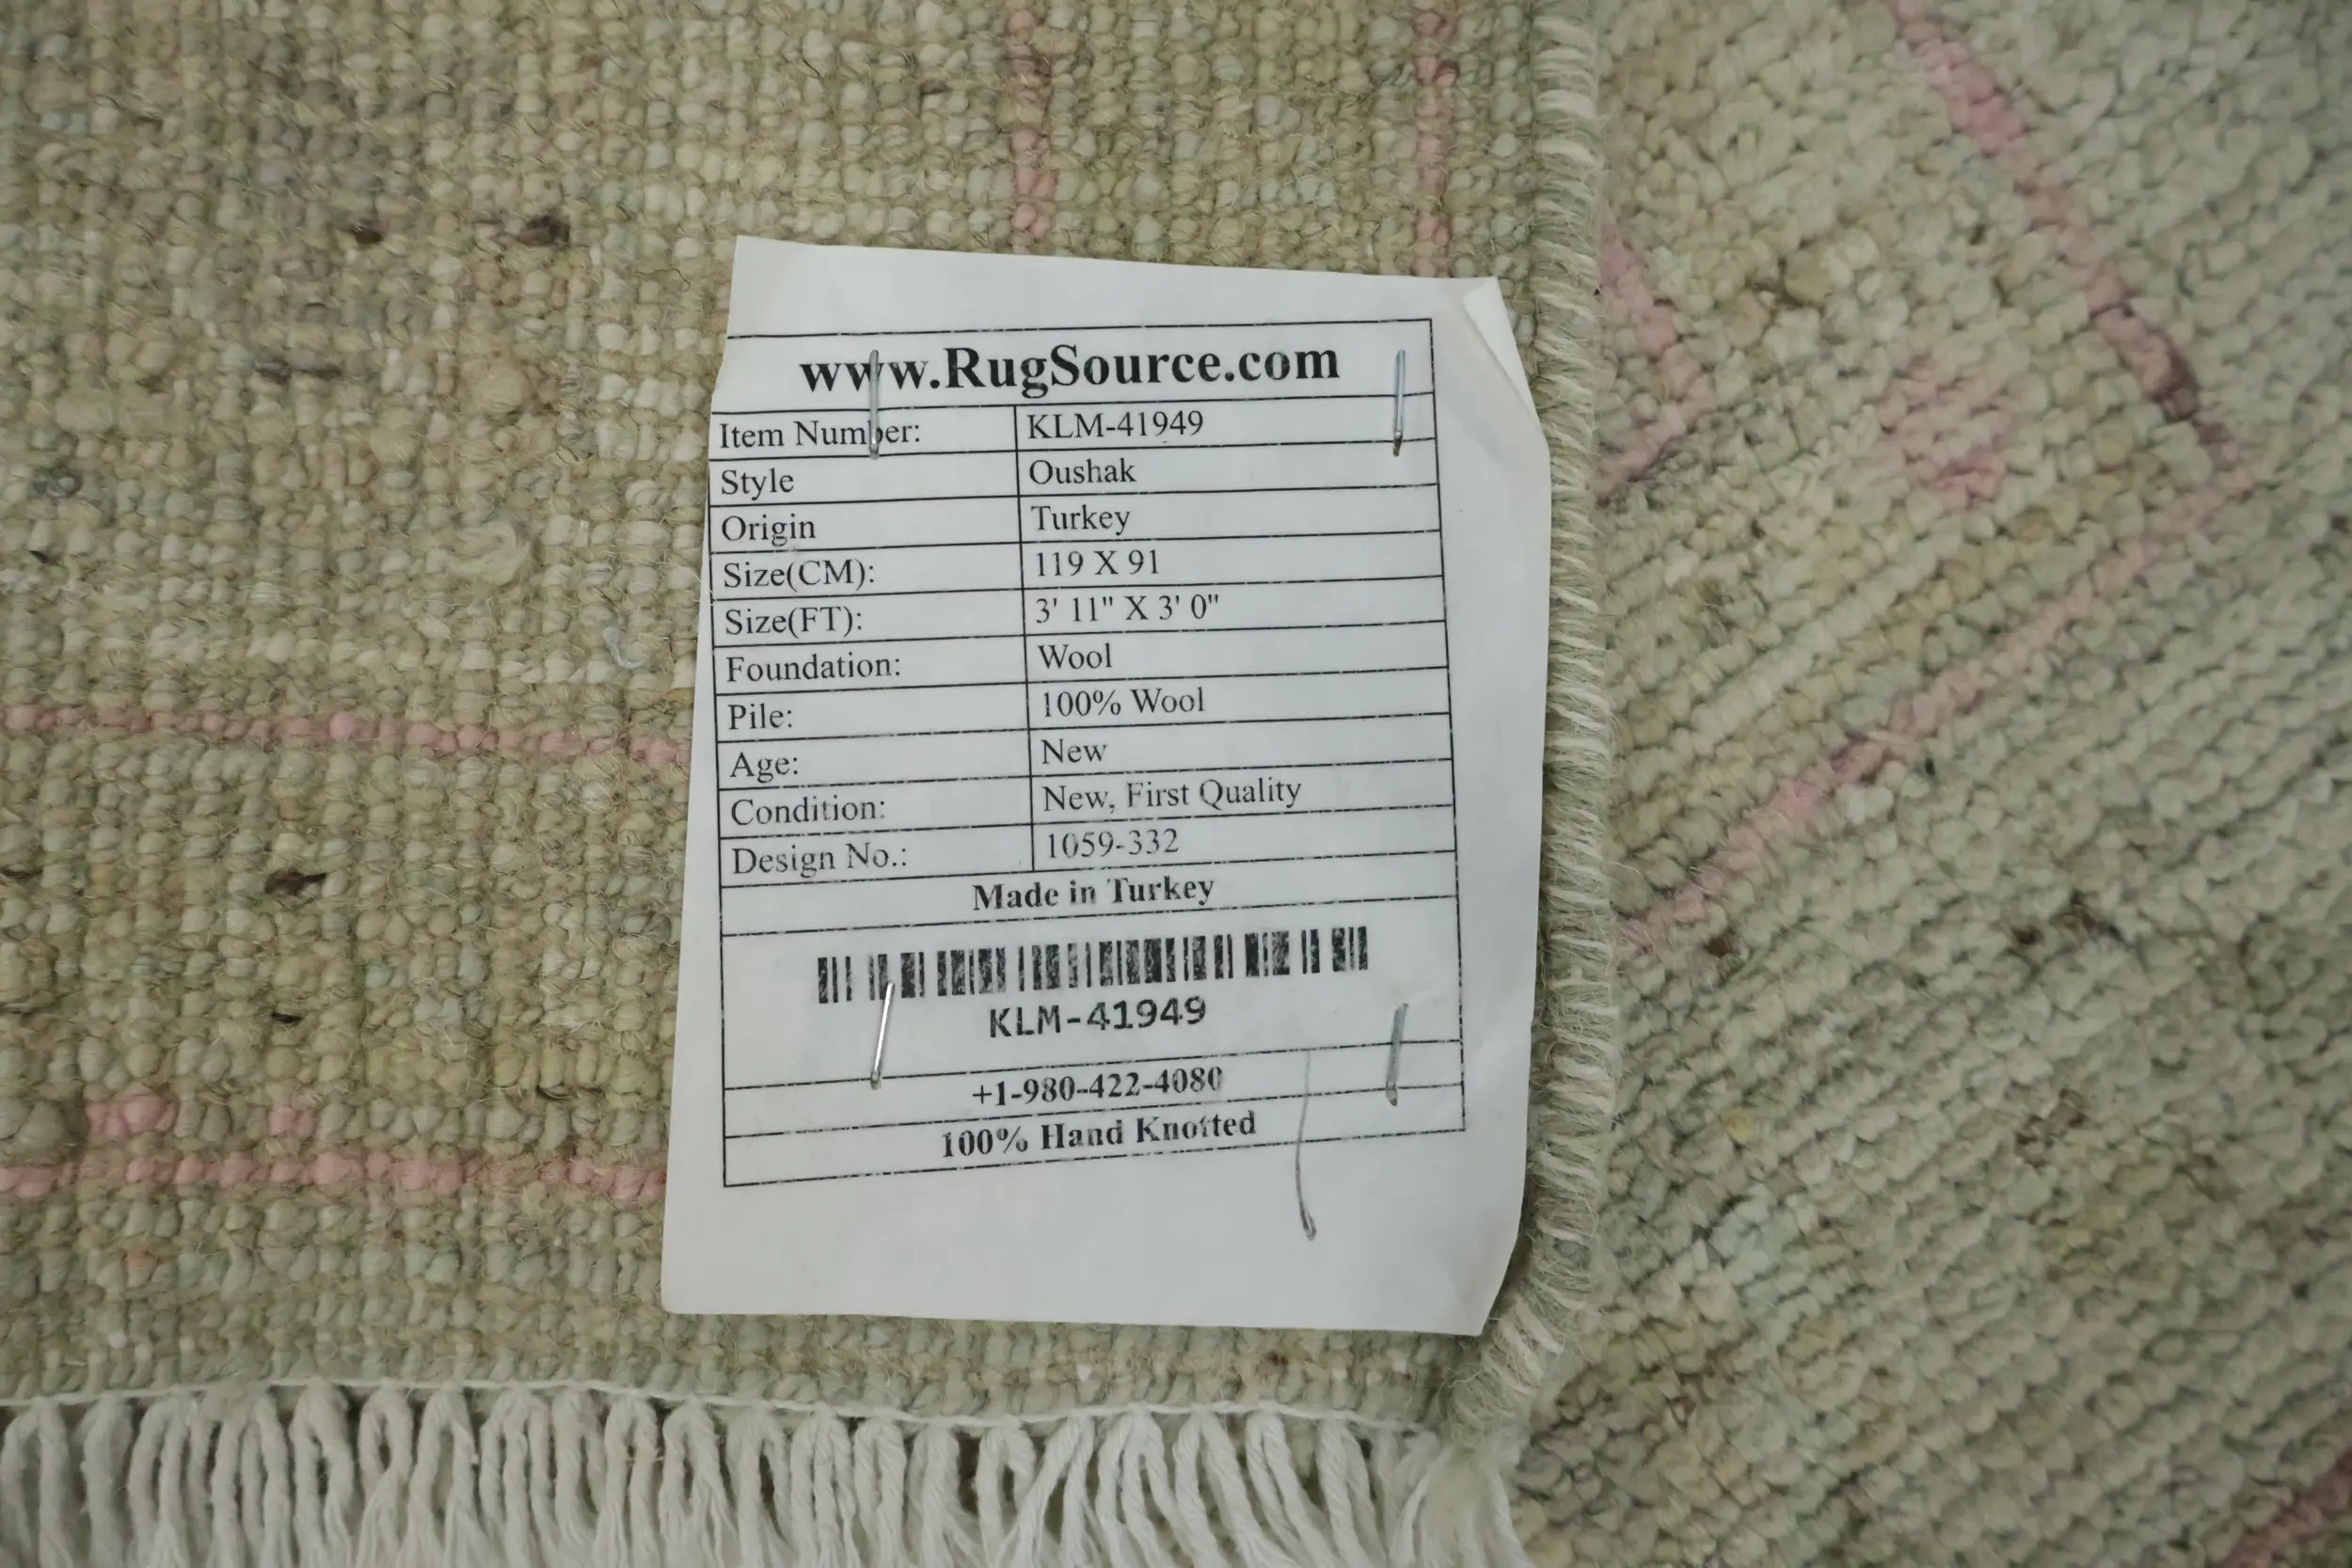 www.RugSource.com
Item Number: KLM-41949
Style Oushak
Origin Turkey
Size(CM): 119 X 91
Size(FT): 3' 11" X 3' 0"
Foundation: Wool
Pile: 100% Wool
Age: New
Condition: New, First Quality
Design No.: 1059-332
Made in Turkey
KLM-41949
+1-980-422-4080
100% Hand Knotted